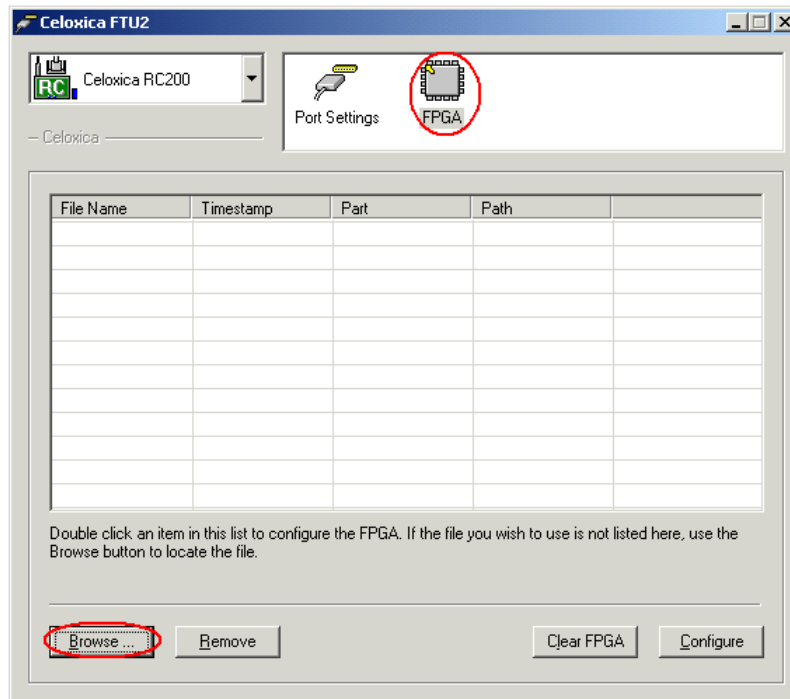 Celoxica FTU2
RC
Celoxica RC200
Port Settings
FPGA
Celoxica
File Name Timestamp Part Path
Double click an item in this list to configure the FPGA. If the file you wish to use is not listed here, use the
Browse button to locate the file.
Browse ... Remove Clear FPGA Configure